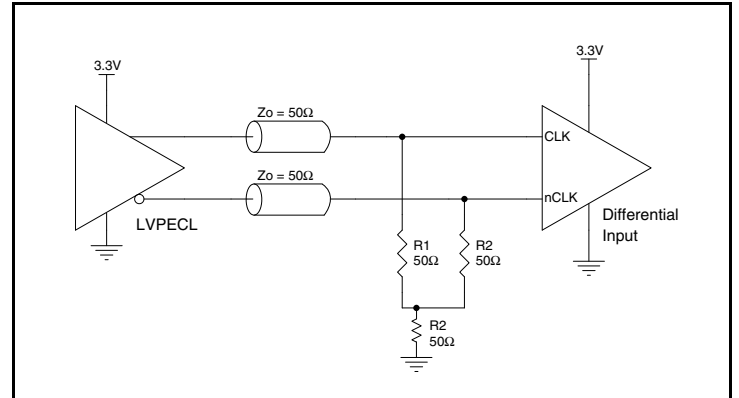 3.3V
3.3V
Zo = 50Ω
CLK
Zo = 50Ω
nCLK
LVPECL
Differential
Input
R1
50Ω
R2
50Ω
R2
50Ω